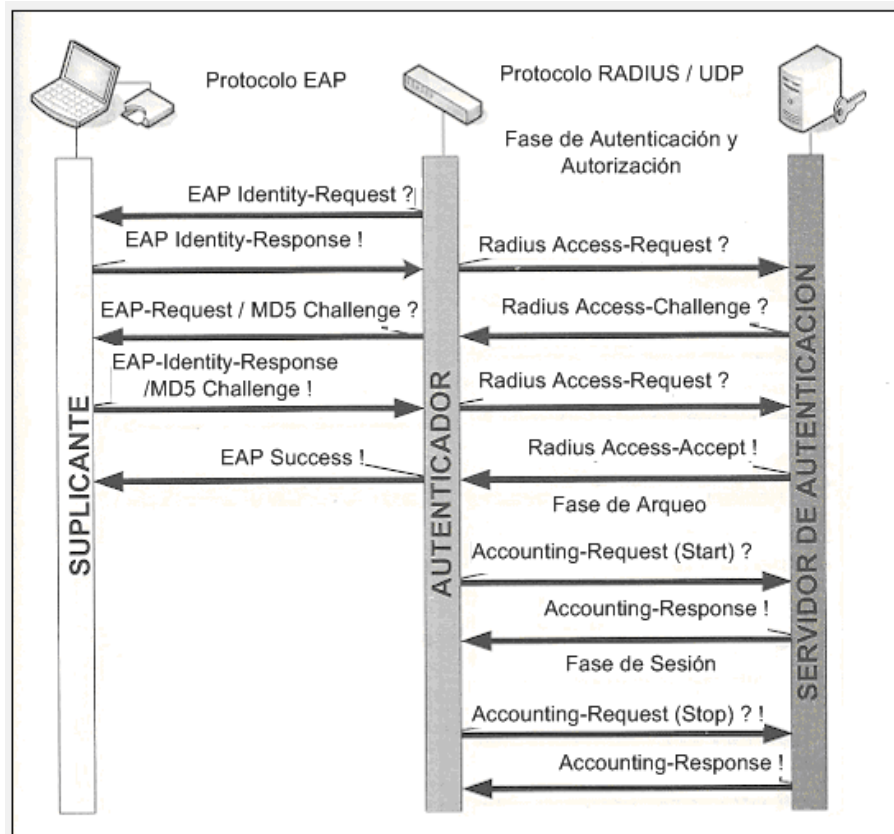 Protocolo EAP
Protocolo RADIUS / UDP
Fase de Autenticación y
Autorización
EAP Identity-Request ?
EAP Identity-Response !
Radius Access-Request ?
EAP-Request / MD5 Challenge ?
Radius Access-Challenge ?
EAP-Identity-Response
/MD5 Challenge !
Radius Access-Request ?
EAP Success !
Radius Access-Accept !
Fase de Arqueo
Accounting-Request (Start) ?
Accounting-Response !
Fase de Sesión
Accounting-Request (Stop) ? !
Accounting-Response !
SUPLICANTE
AUTENTICADOR
SERVIDOR DE AUTENTICACION